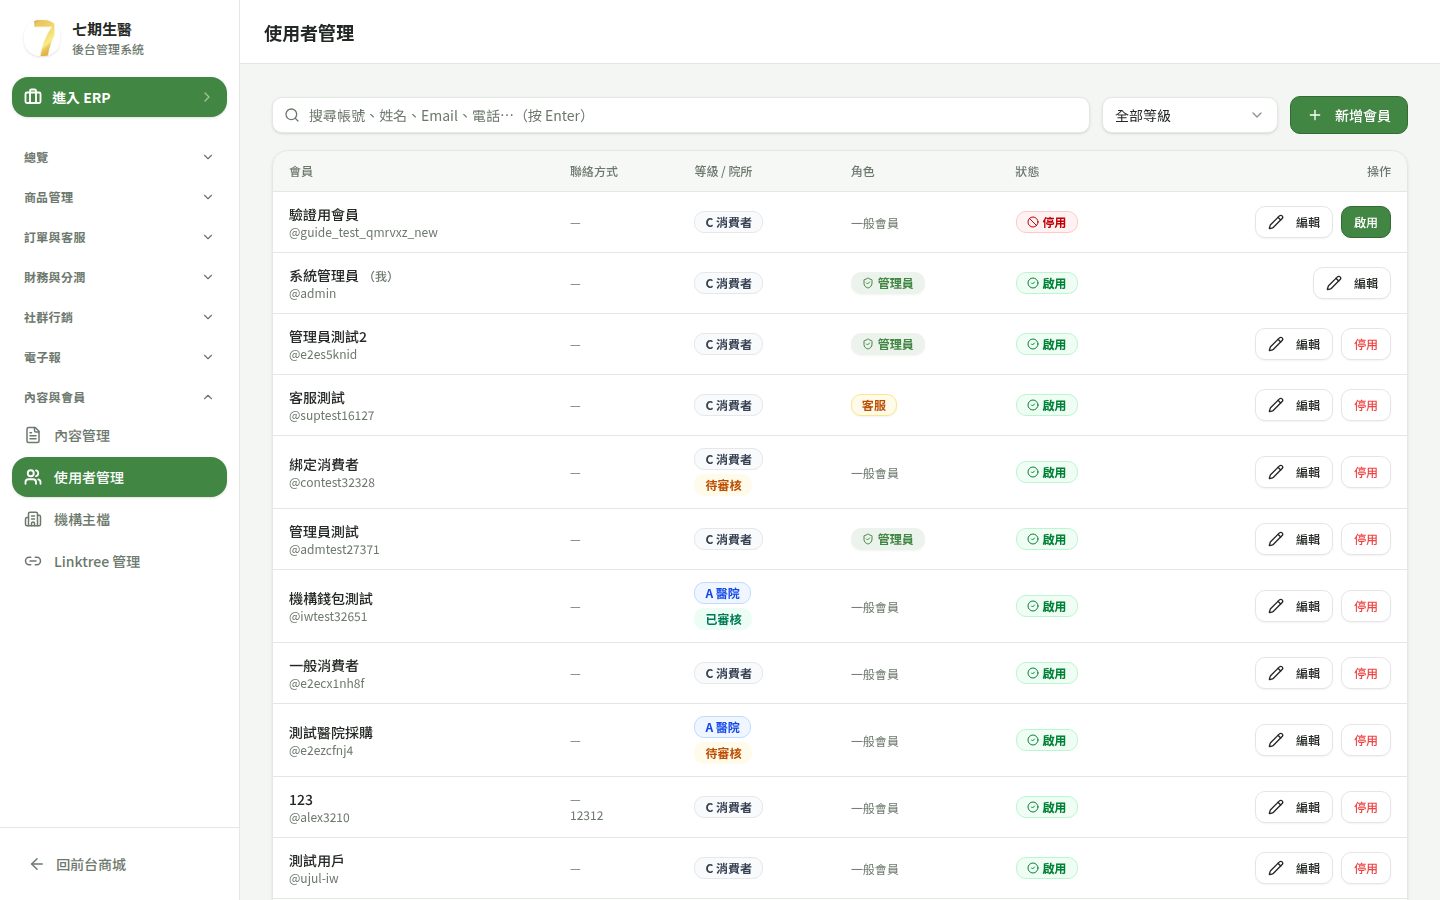 七期生醫
後台管理系統
進入 ERP
總覽
商品管理
訂單與客服
財務與分潤
社群行銷
電子報
內容與會員
內容管理
使用者管理
機構主檔
Linktree 管理
回前台商城
使用者管理
搜尋帳號、姓名、Email、電話…（按 Enter）
全部等級
新增會員
會員 聯絡方式 等級 / 院所 角色 狀態 操作
驗證用會員
@guide_test_qmrvxz_new
— C 消費者 一般會員 停用 編輯 啟用
系統管理員 （我）
@admin
— C 消費者 管理員 啟用 編輯
管理員測試2
@e2es5knid
— C 消費者 管理員 啟用 編輯 停用
客服測試
@suptest16127
— C 消費者 客服 啟用 編輯 停用
綁定消費者
@contest32328
— C 消費者 待審核 一般會員 啟用 編輯 停用
管理員測試
@admtest27371
— C 消費者 管理員 啟用 編輯 停用
機構錢包測試
@iwtest32651
— A 醫院 已審核 一般會員 啟用 編輯 停用
一般消費者
@e2ecx1nh8f
— C 消費者 一般會員 啟用 編輯 停用
測試醫院採購
@e2ezcfnj4
— A 醫院 待審核 一般會員 啟用 編輯 停用
123
@alex3210
— 12312 C 消費者 一般會員 啟用 編輯 停用
測試用戶
@ujul-iw
— C 消費者 一般會員 啟用 編輯 停用